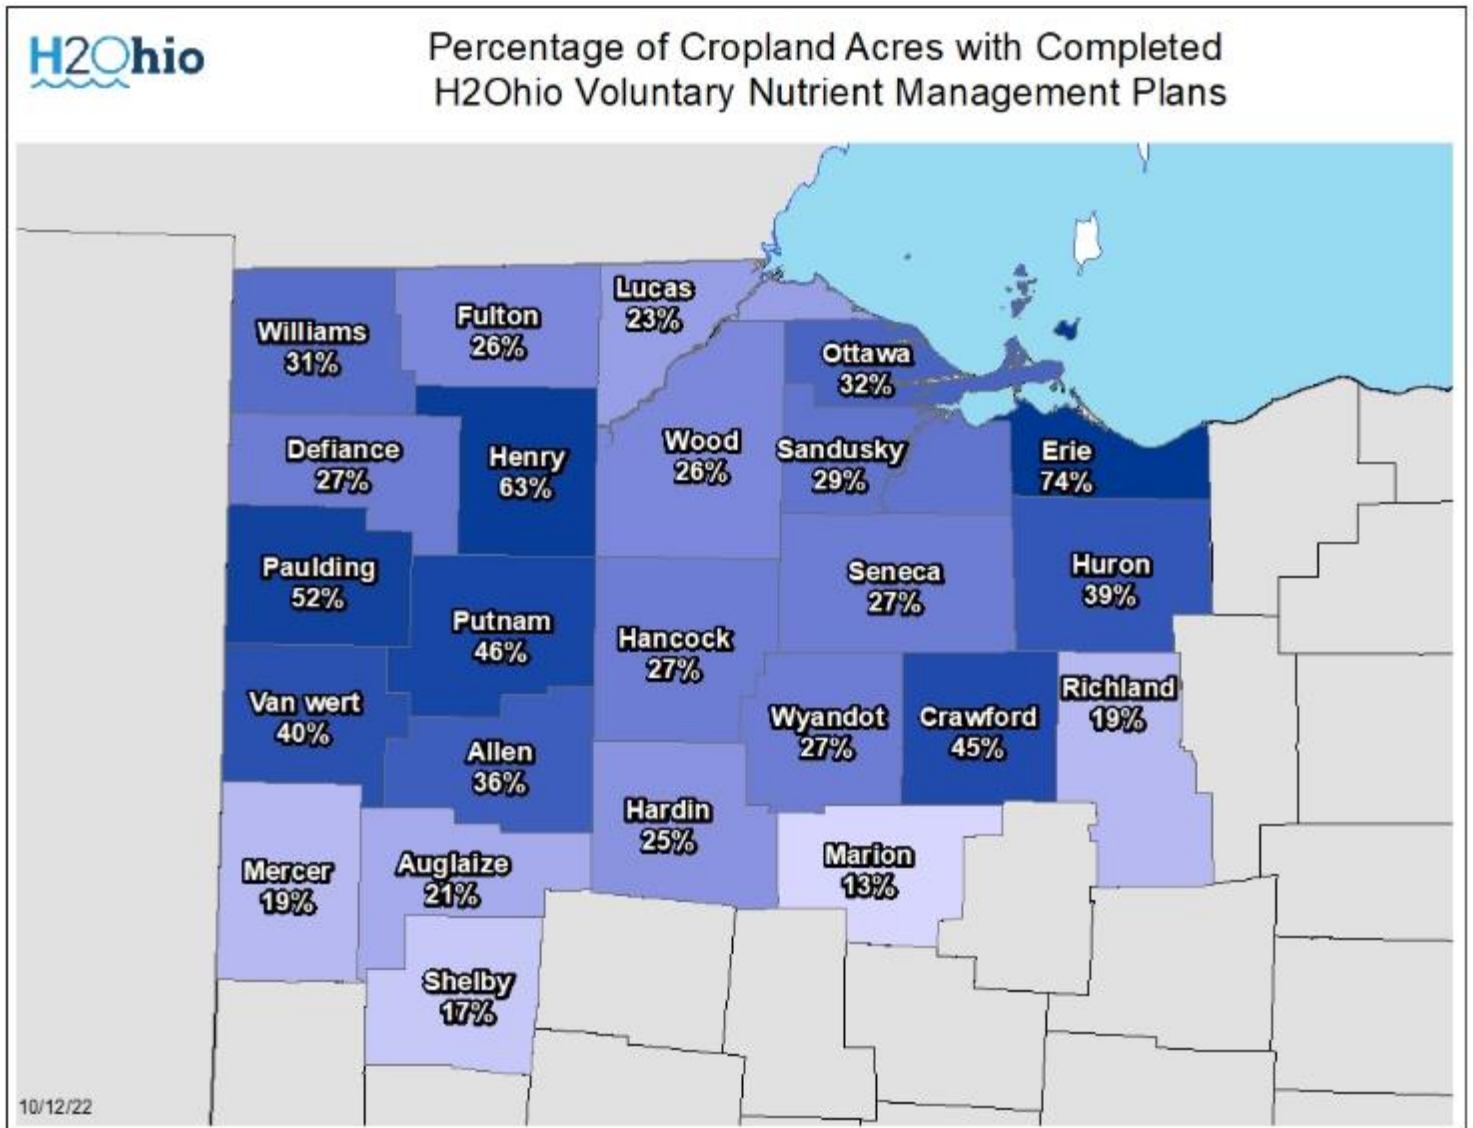 H2Ohio
Percentage of Cropland Acres with Completed
H2Ohio Voluntary Nutrient Management Plans
Williams
31%
Fulton
26%
Lucas
23%
Ottawa
32%
Defiance
27%
Henry
63%
Wood
26%
Sandusky
29%
Erie
74%
Paulding
52%
Putnam
46%
Hancock
27%
Seneca
27%
Huron
39%
Van wert
40%
Allen
36%
Wyandot
27%
Crawford
45%
Richland
19%
Mercer
19%
Auglaize
21%
Hardin
25%
Marion
13%
Shelby
17%
10/12/22